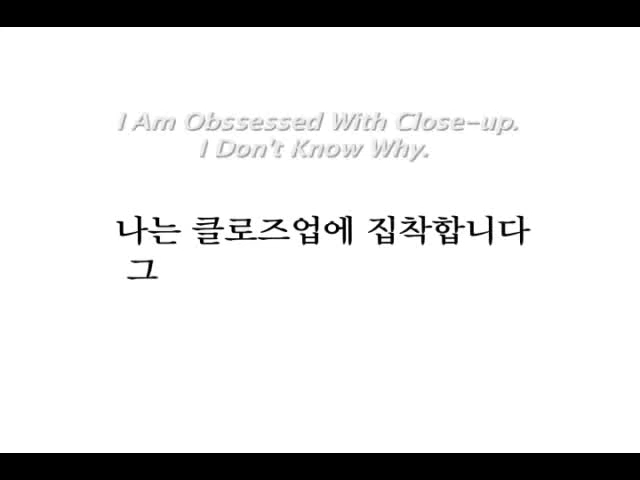 I Am Obssessed With Close-up.
I Don't Know Why.
나는 클로즈업에 집착합니다
그